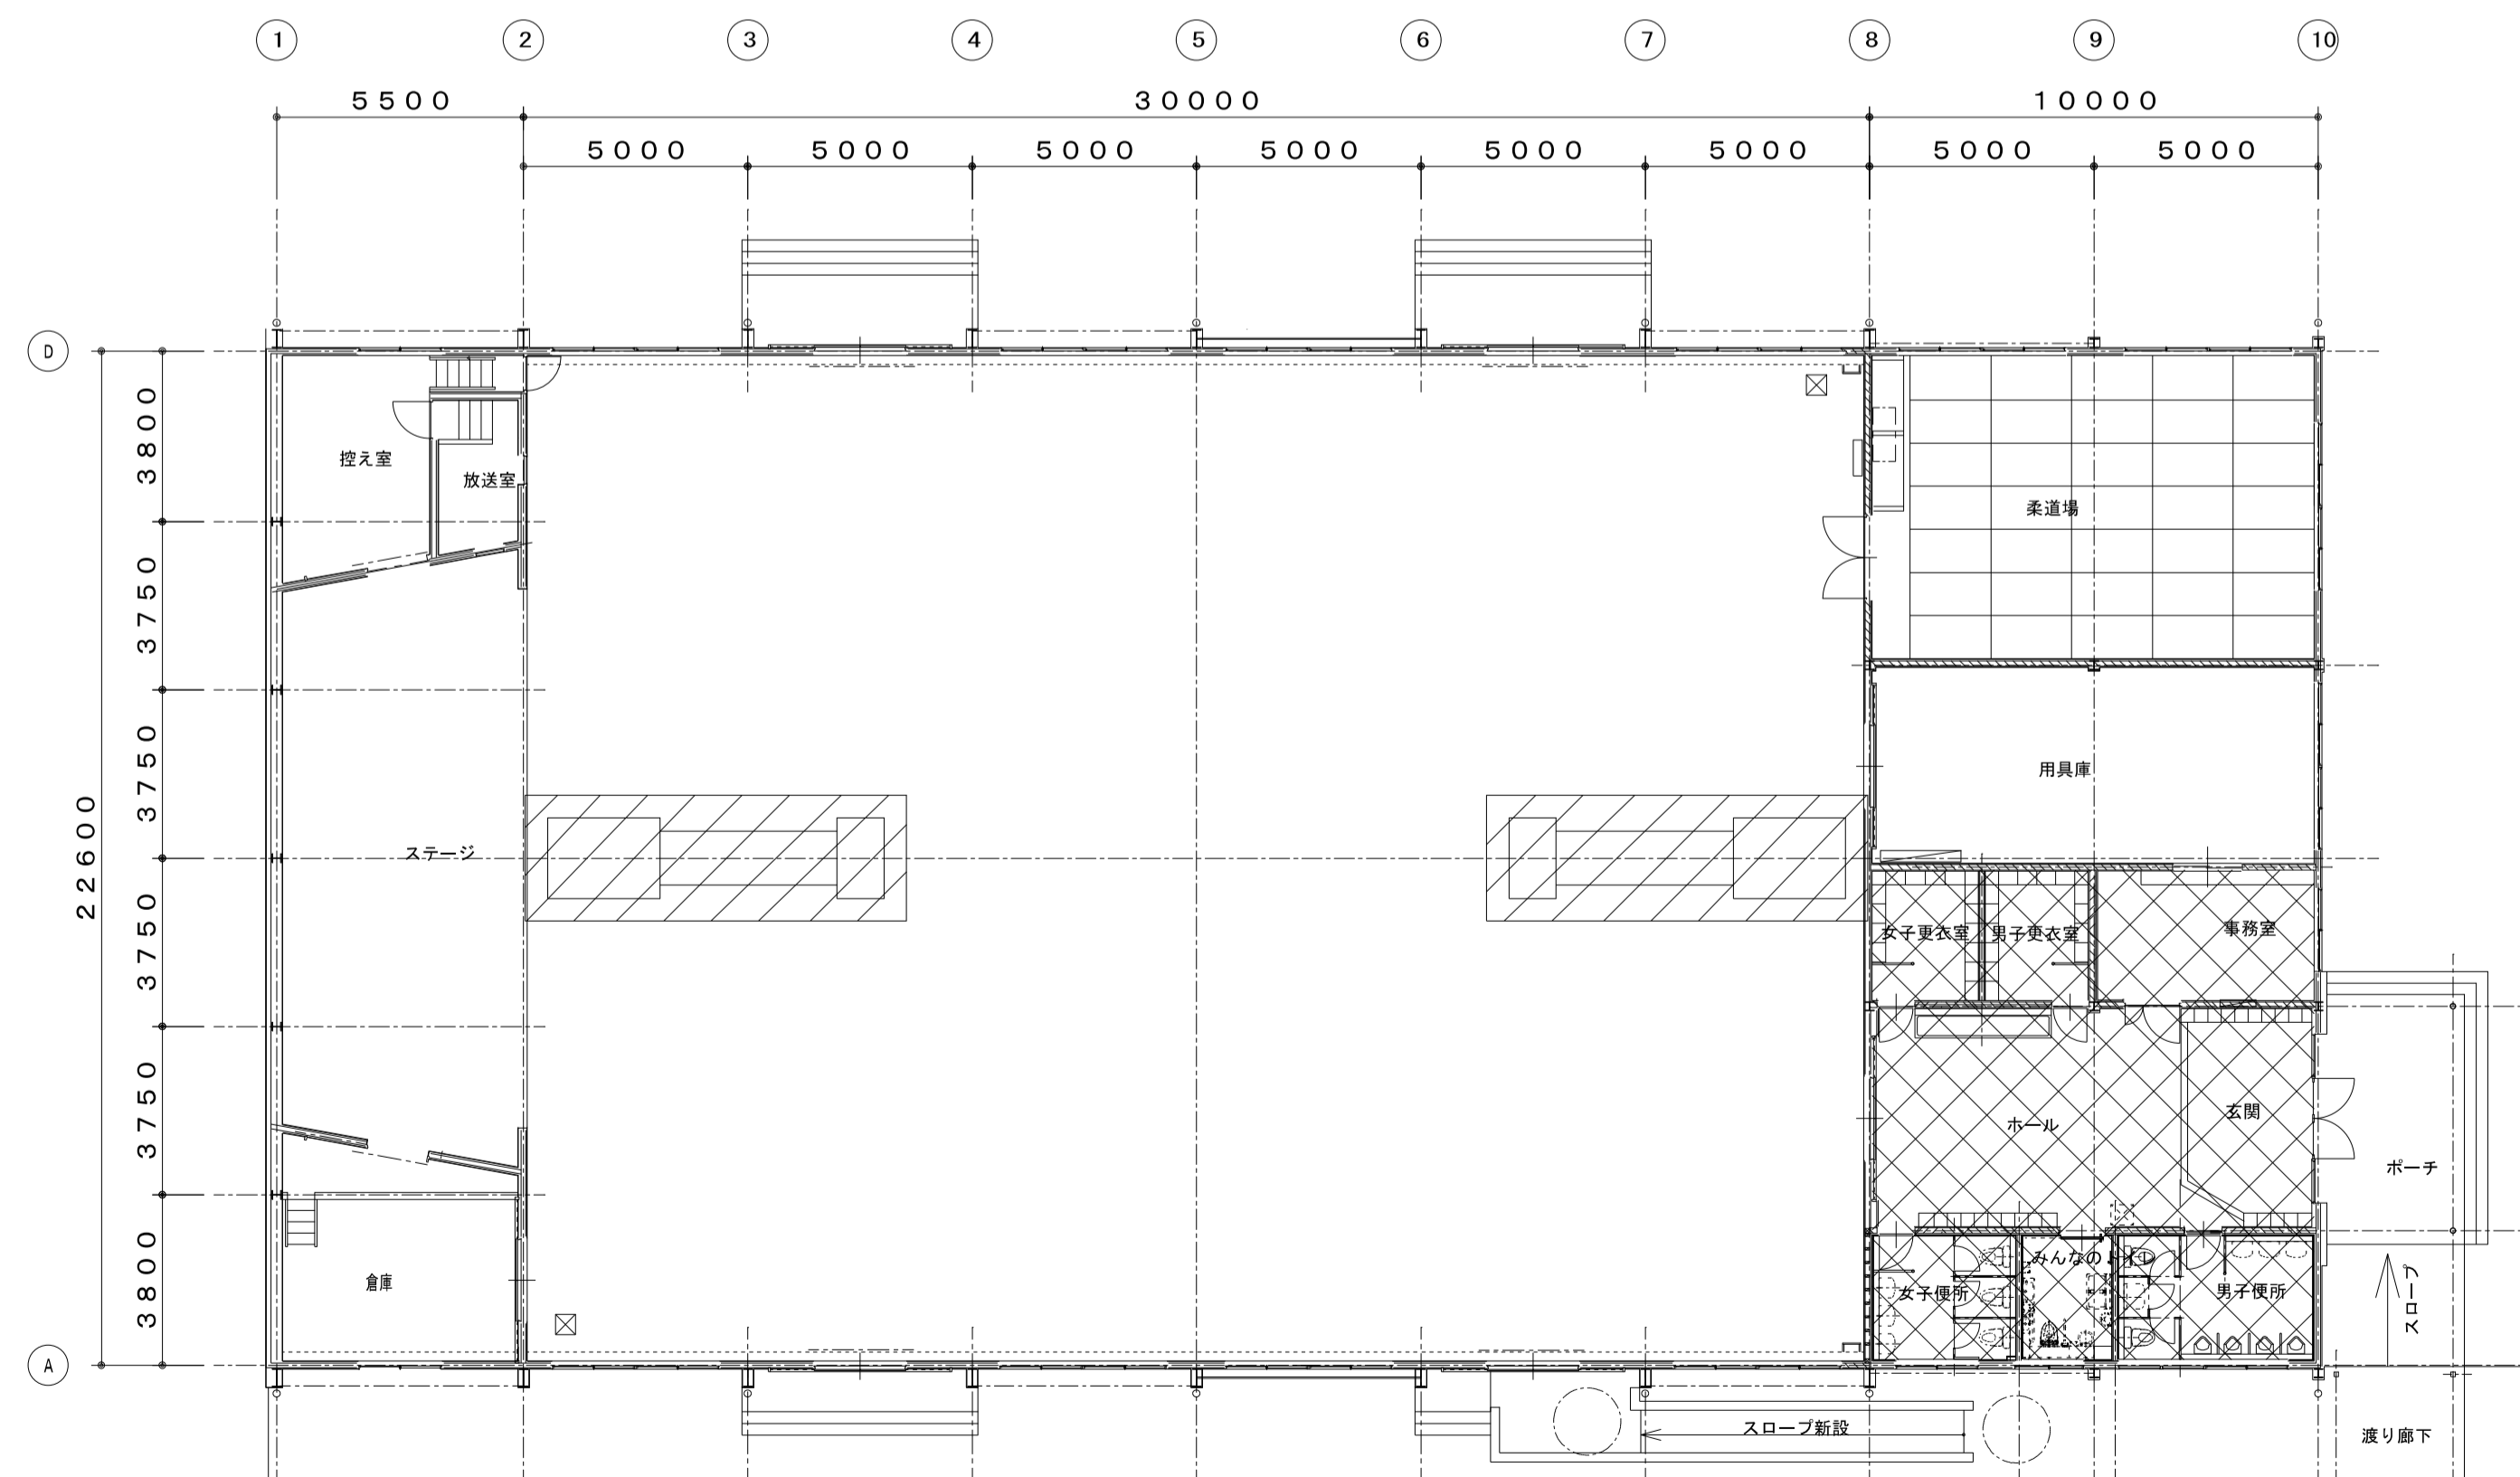 1 2 3 4 5 6 7 8 9 10
5500 30000 10000
5000 5000 5000 5000 5000 5000 5000 5000
D
3800
控え室
放送室
柔道場
3750
3750
用具庫
22600
ステージ
3750
女子更衣室 男子更衣室 事務室
3750
ホール
玄関
ポーチ
3800
倉庫
女子便所
みんなのトイレ
男子便所
スロープ
A
スロープ新設
渡り廊下